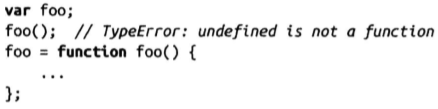 var foo;
foo();  // TypeError: undefined is not a function
foo = function foo() {
    ...
};